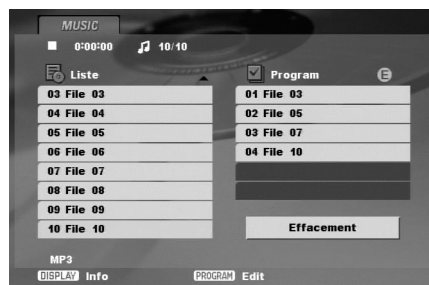 MUSIC
0:00:00 10/10
Liste
03 File 03
04 File 04
05 File 05
06 File 06
07 File 07
08 File 08
09 File 09
10 File 10
Program E
01 File 03
02 File 05
03 File 07
04 File 10
Effacement
MP3
DISPLAY Info PROGRAM Edit